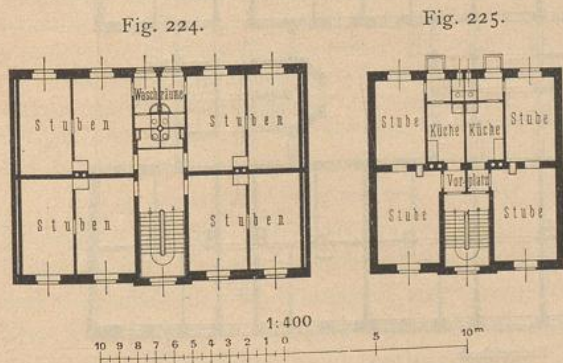 Fig. 224.
Fig. 225.
Waschräume
Stuben
Stuben
Stuben
Stuben
Stube
Küche
Küche
Stube
Vorplatz
Stube
Stube
1:400
10 9 8 7 6 5 4 3 2 1 0 5 10m